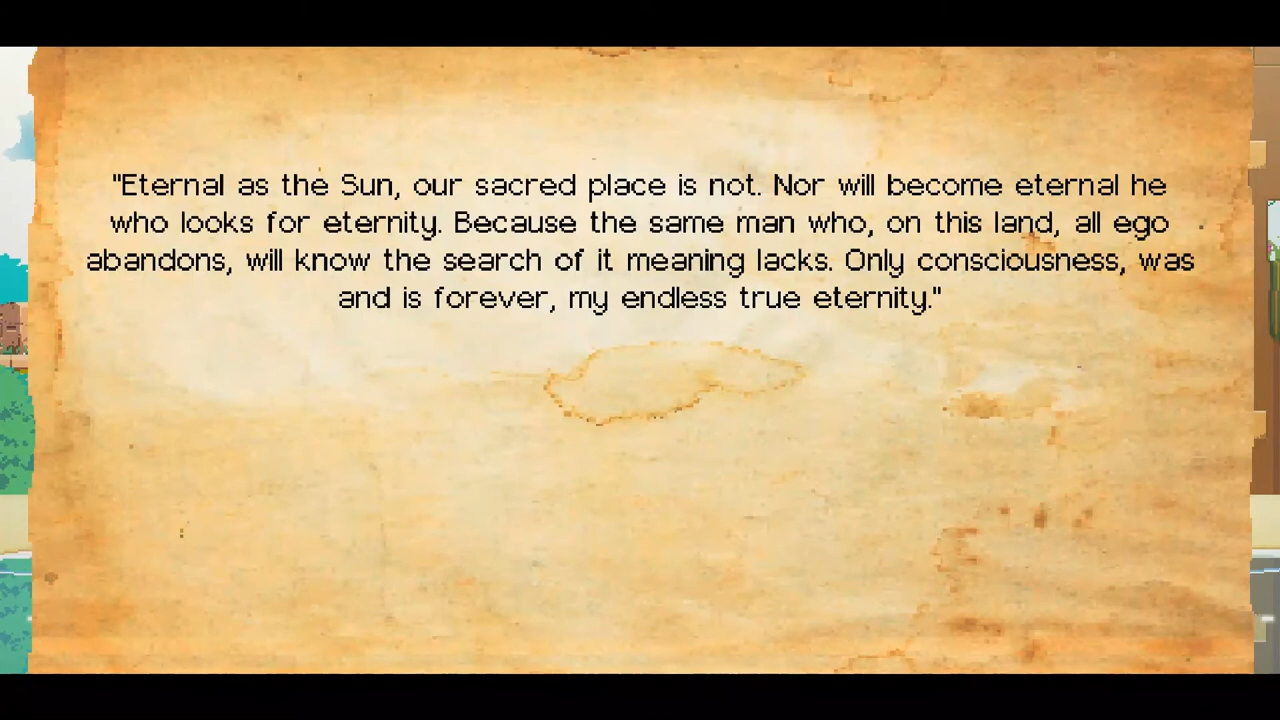 "Eternal as the Sun, our sacred place is not. Nor will become eternal he
who looks for eternity. Because the same man who, on this land, all ego
abandons, will know the search of it meaning lacks. Only consciousness, was
and is forever, my endless true eternity."